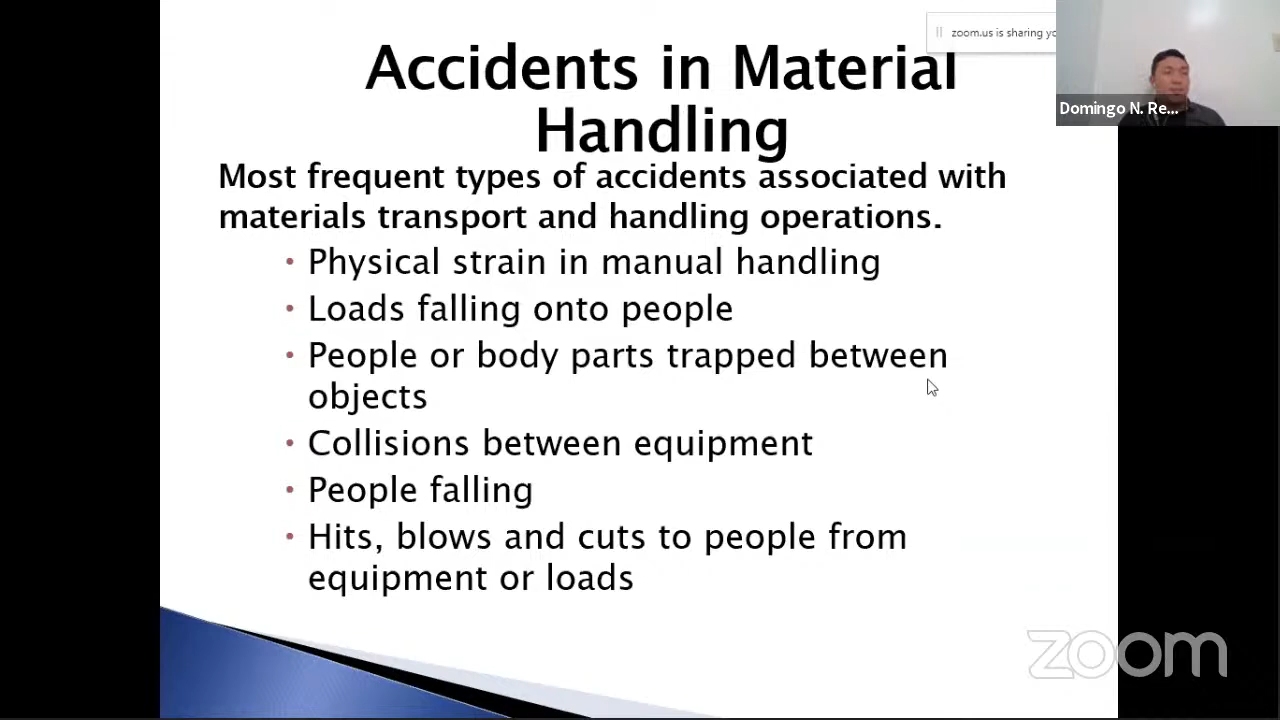 zoom.us is sharing yo
Accidents in Material
Handling
Domingo N. Re...
Most frequent types of accidents associated with
materials transport and handling operations.
• Physical strain in manual handling
• Loads falling onto people
• People or body parts trapped between
objects
• Collisions between equipment
• People falling
• Hits, blows and cuts to people from
equipment or loads
zoom